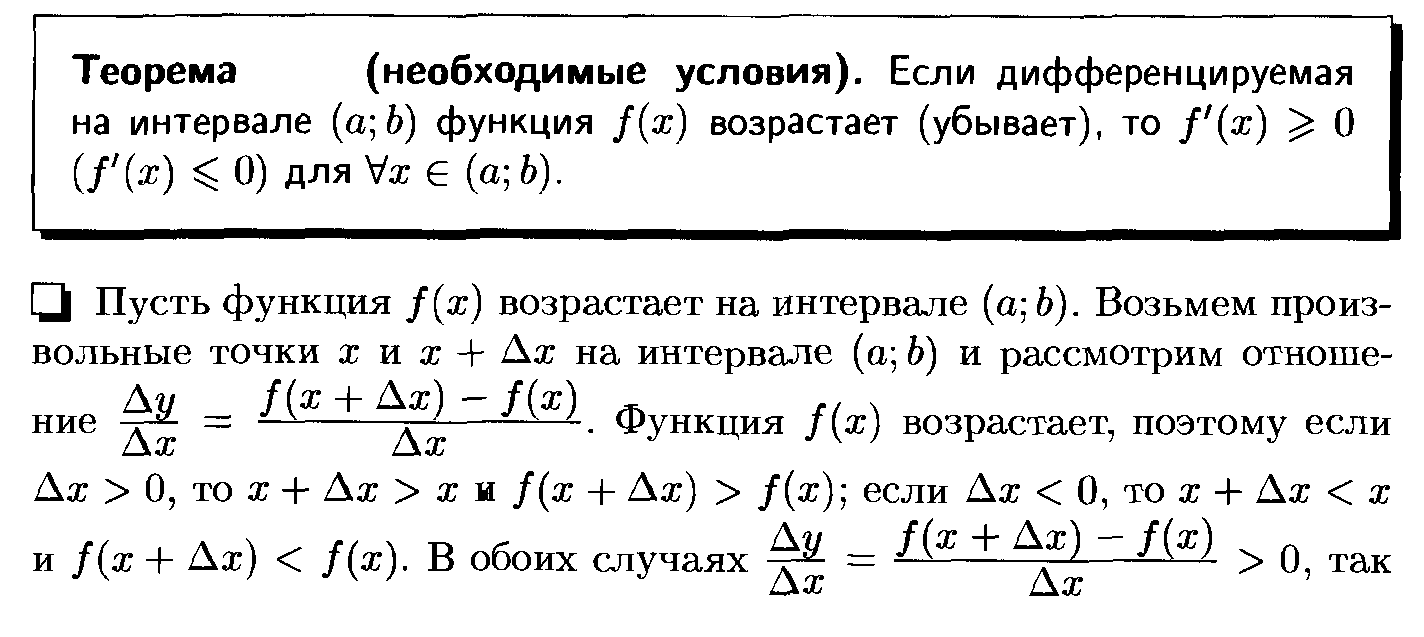 Теорема (необходимые условия). Если дифференцируемая
на интервале (a; b) функция f(x) возрастает (убывает), то f′(x) ⩾ 0
(f′(x) ⩽ 0) для ∀x ∈ (a; b).
❏ Пусть функция f(x) возрастает на интервале (a; b). Возьмем произ-
вольные точки x и x + Δx на интервале (a; b) и рассмотрим отноше-
ние Δy/Δx = (f(x + Δx) − f(x))/Δx. Функция f(x) возрастает, поэтому если
Δx > 0, то x + Δx > x и f(x + Δx) > f(x); если Δx < 0, то x + Δx < x
и f(x + Δx) < f(x). В обоих случаях Δy/Δx = (f(x + Δx) − f(x))/Δx > 0, так